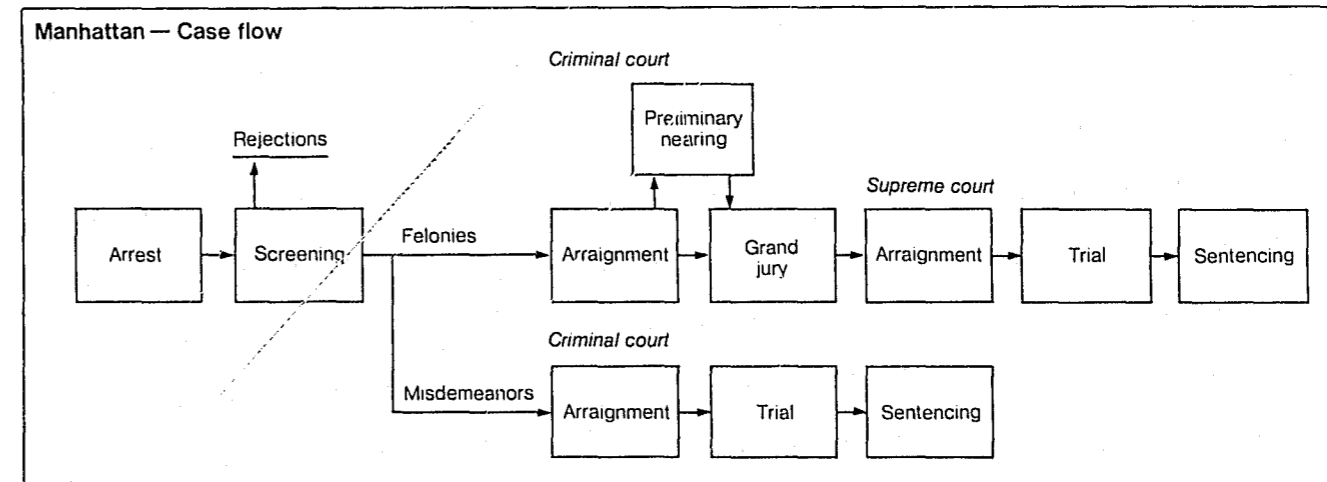 Manhattan — Case flow
Criminal court
Preliminary
hearing
Rejections
Supreme court
Arrest
Screening
Felonies
Arraignment
Grand
jury
Arraignment
Trial
Sentencing
Criminal court
Misdemeanors
Arraignment
Trial
Sentencing